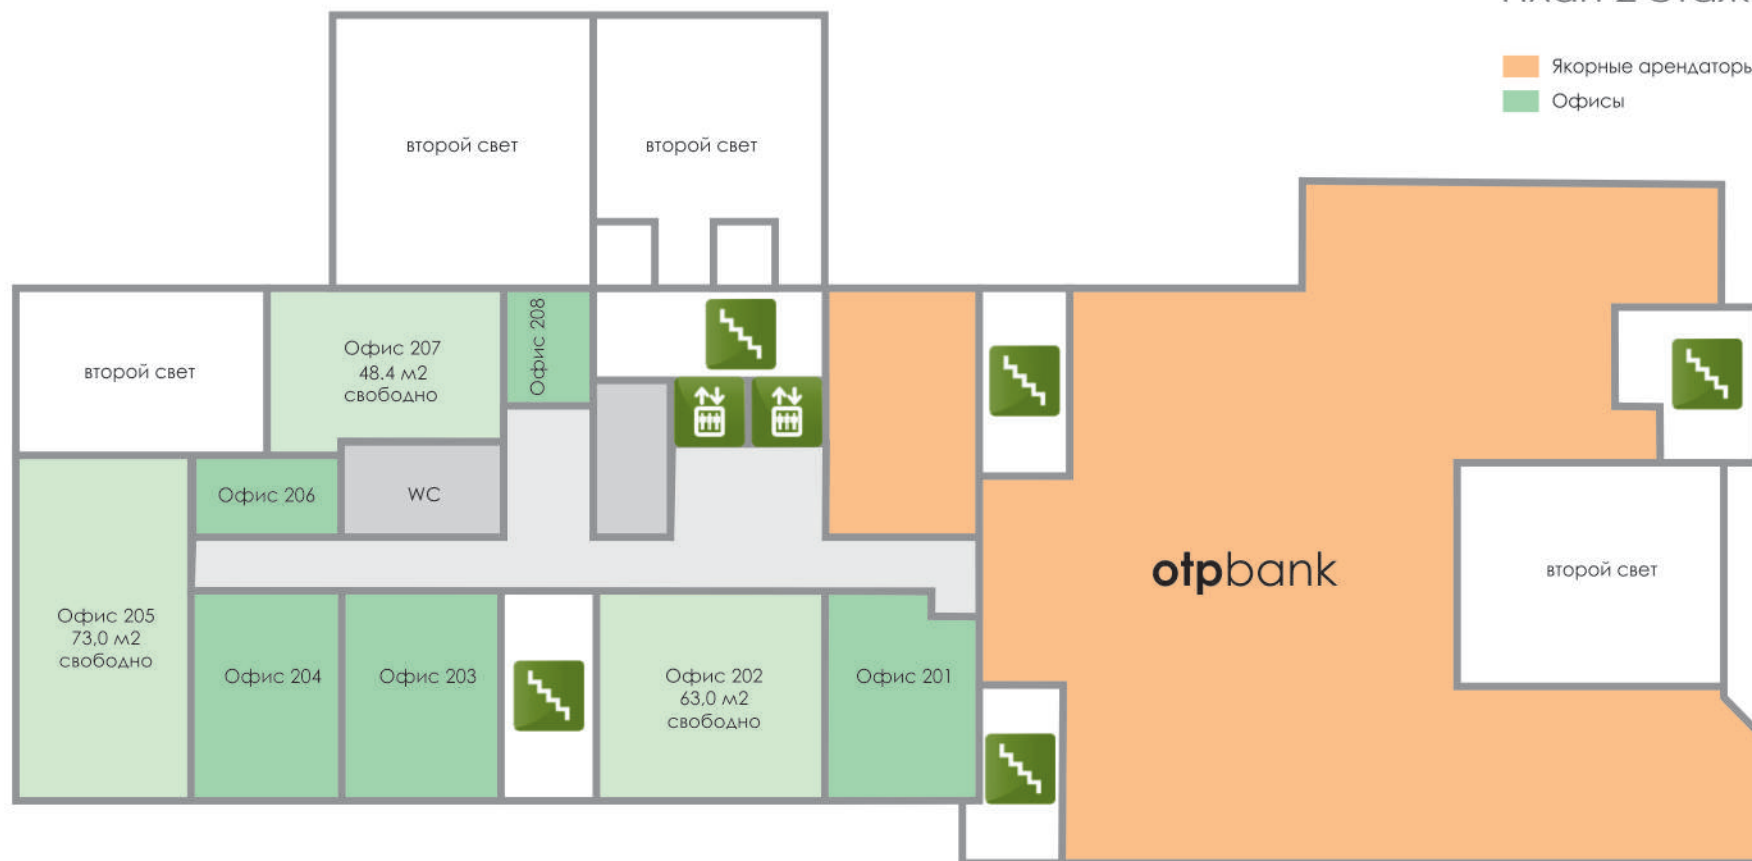 Якорные арендаторы
Офисы
второй свет
второй свет
второй свет
Офис 207
48.4 м2
свободно
Офис 208
Офис 206
WC
otpbank
второй свет
Офис 205
73,0 м2
свободно
Офис 204
Офис 203
Офис 202
63,0 м2
свободно
Офис 201